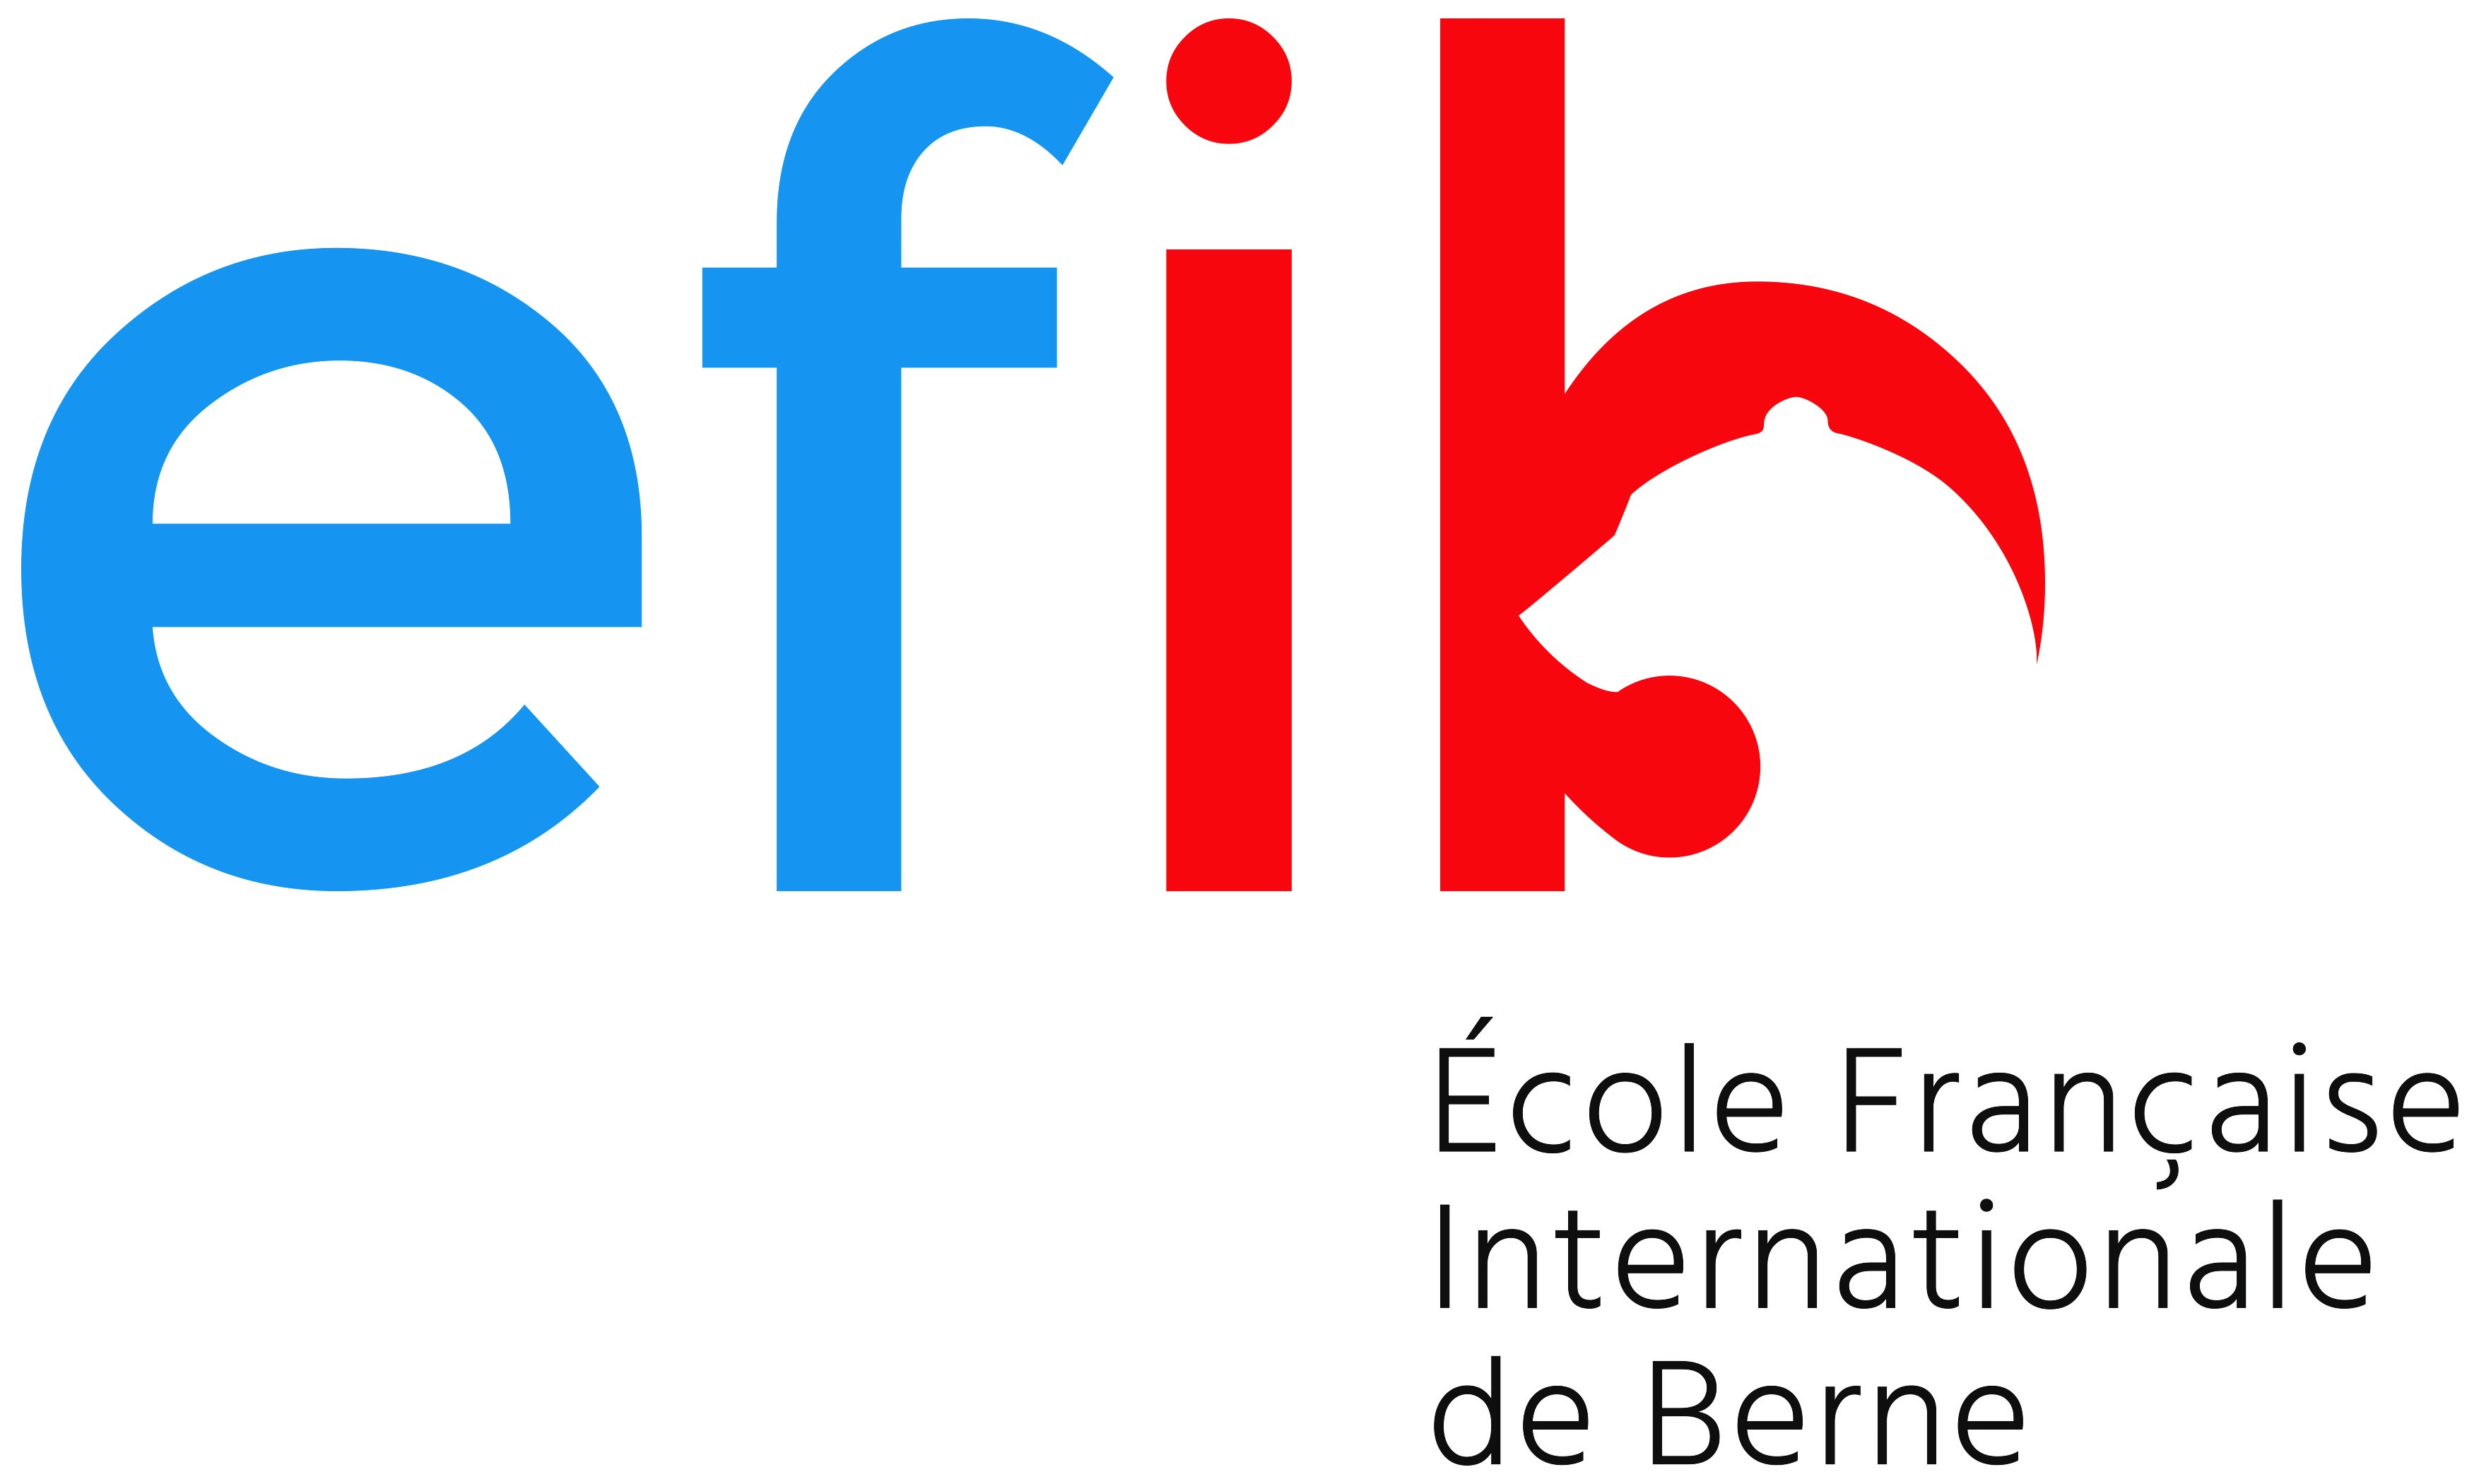 efib
École Française
Internationale
de Berne